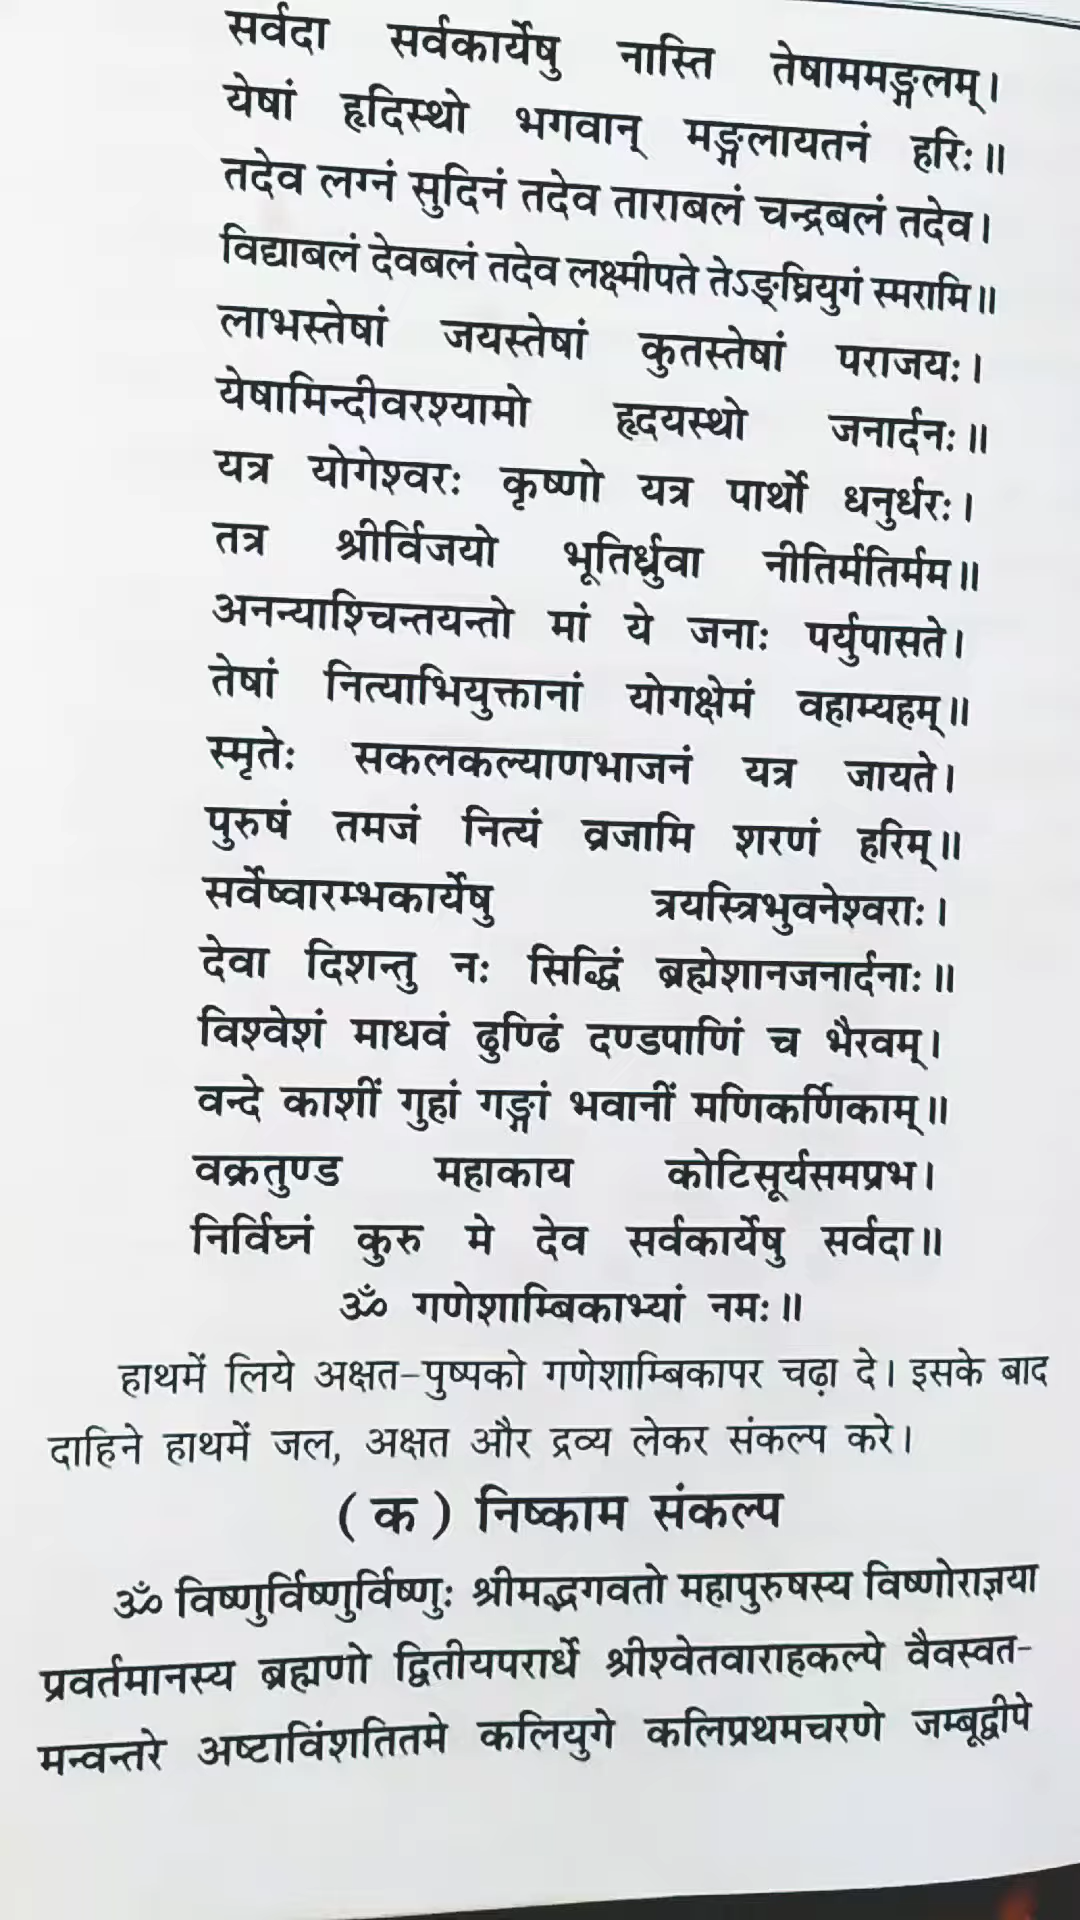 सर्वदा सर्वकार्येषु नास्ति तेषाममङ्गलम्।
येषां हृदिस्थो भगवान् मङ्गलायतनं हरिः॥
तदेव लग्नं सुदिनं तदेव ताराबलं चन्द्रबलं तदेव।
विद्याबलं देवबलं तदेव लक्ष्मीपते तेऽङ्घ्रियुगं स्मरामि॥
लाभस्तेषां जयस्तेषां कुतस्तेषां पराजयः।
येषामिन्दीवरश्यामो हृदयस्थो जनार्दनः॥
यत्र योगेश्वरः कृष्णो यत्र पार्थो धनुर्धरः।
तत्र श्रीर्विजयो भूतिर्ध्रुवा नीतिर्मतिर्मम॥
अनन्याश्चिन्तयन्तो मां ये जनाः पर्युपासते।
तेषां नित्याभियुक्तानां योगक्षेमं वहाम्यहम्॥
स्मृतेः सकलकल्याणभाजनं यत्र जायते।
पुरुषं तमजं नित्यं व्रजामि शरणं हरिम्॥
सर्वेष्वारम्भकार्येषु त्रयस्त्रिभुवनेश्वराः।
देवा दिशन्तु नः सिद्धिं ब्रह्मेशानजनार्दनाः॥
विश्वेशं माधवं ढुण्ढिं दण्डपाणिं च भैरवम्।
वन्दे काशीं गुहां गङ्गां भवानीं मणिकर्णिकाम्॥
वक्रतुण्ड महाकाय कोटिसूर्यसमप्रभ।
निर्विघ्नं कुरु मे देव सर्वकार्येषु सर्वदा॥
ॐ गणेशाम्बिकाभ्यां नमः॥
हाथमें लिये अक्षत-पुष्पको गणेशाम्बिकापर चढ़ा दे। इसके बाद
दाहिने हाथमें जल, अक्षत और द्रव्य लेकर संकल्प करे।
( क ) निष्काम संकल्प
ॐ विष्णुर्विष्णुर्विष्णुः श्रीमद्भगवतो महापुरुषस्य विष्णोराज्ञया
प्रवर्तमानस्य ब्रह्मणो द्वितीयपरार्धे श्रीश्वेतवाराहकल्पे वैवस्वत-
मन्वन्तरे अष्टाविंशतितमे कलियुगे कलिप्रथमचरणे जम्बूद्वीपे